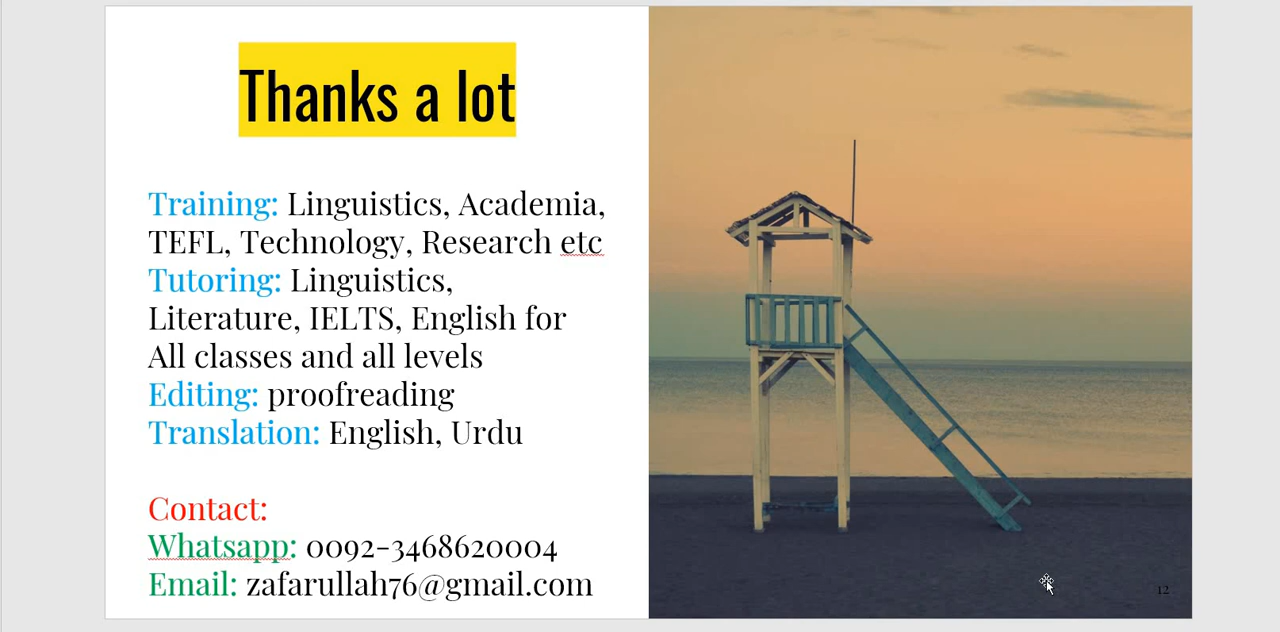 Thanks a lot
Training: Linguistics, Academia,
TEFL, Technology, Research etc
Tutoring: Linguistics,
Literature, IELTS, English for
All classes and all levels
Editing: proofreading
Translation: English, Urdu
Contact:
Whatsapp: 0092-3468620004
Email: zafarullah76@gmail.com
12